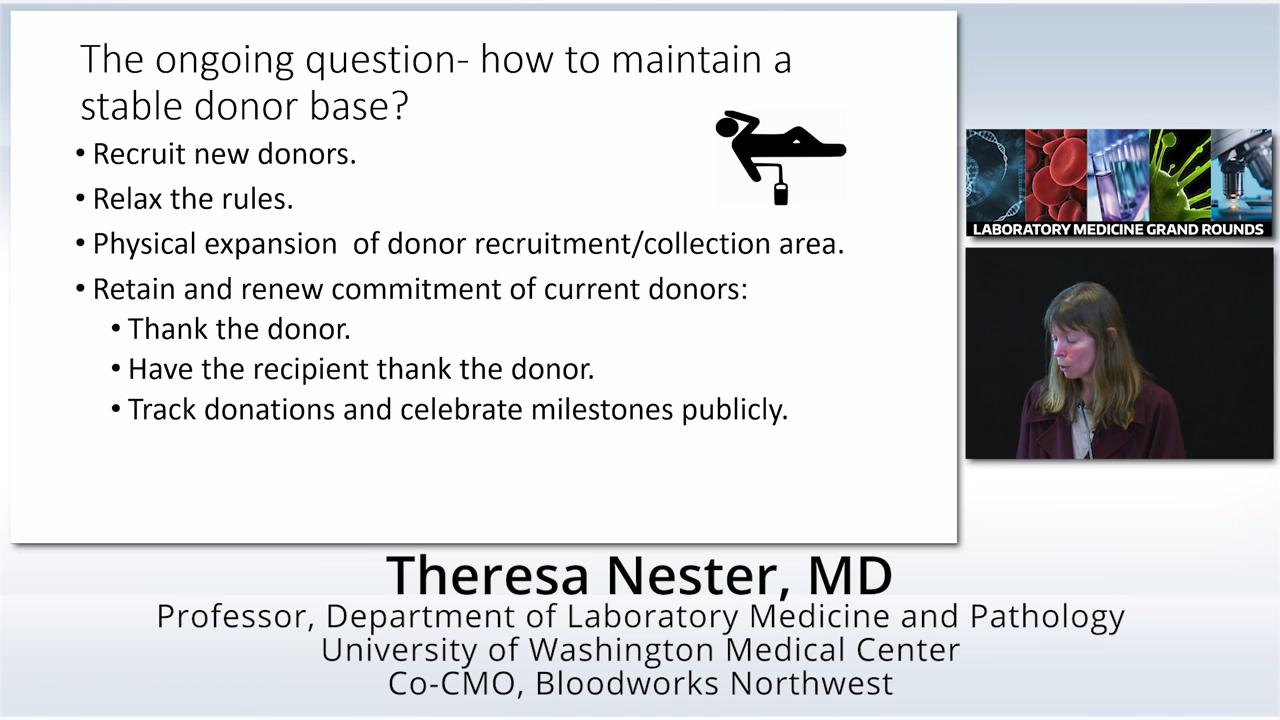 The ongoing question- how to maintain a
stable donor base?
• Recruit new donors.
• Relax the rules.
• Physical expansion  of donor recruitment/collection area.
• Retain and renew commitment of current donors:
• Thank the donor.
• Have the recipient thank the donor.
• Track donations and celebrate milestones publicly.
LABORATORY MEDICINE GRAND ROUNDS
Theresa Nester, MD
Professor, Department of Laboratory Medicine and Pathology
University of Washington Medical Center
Co-CMO, Bloodworks Northwest